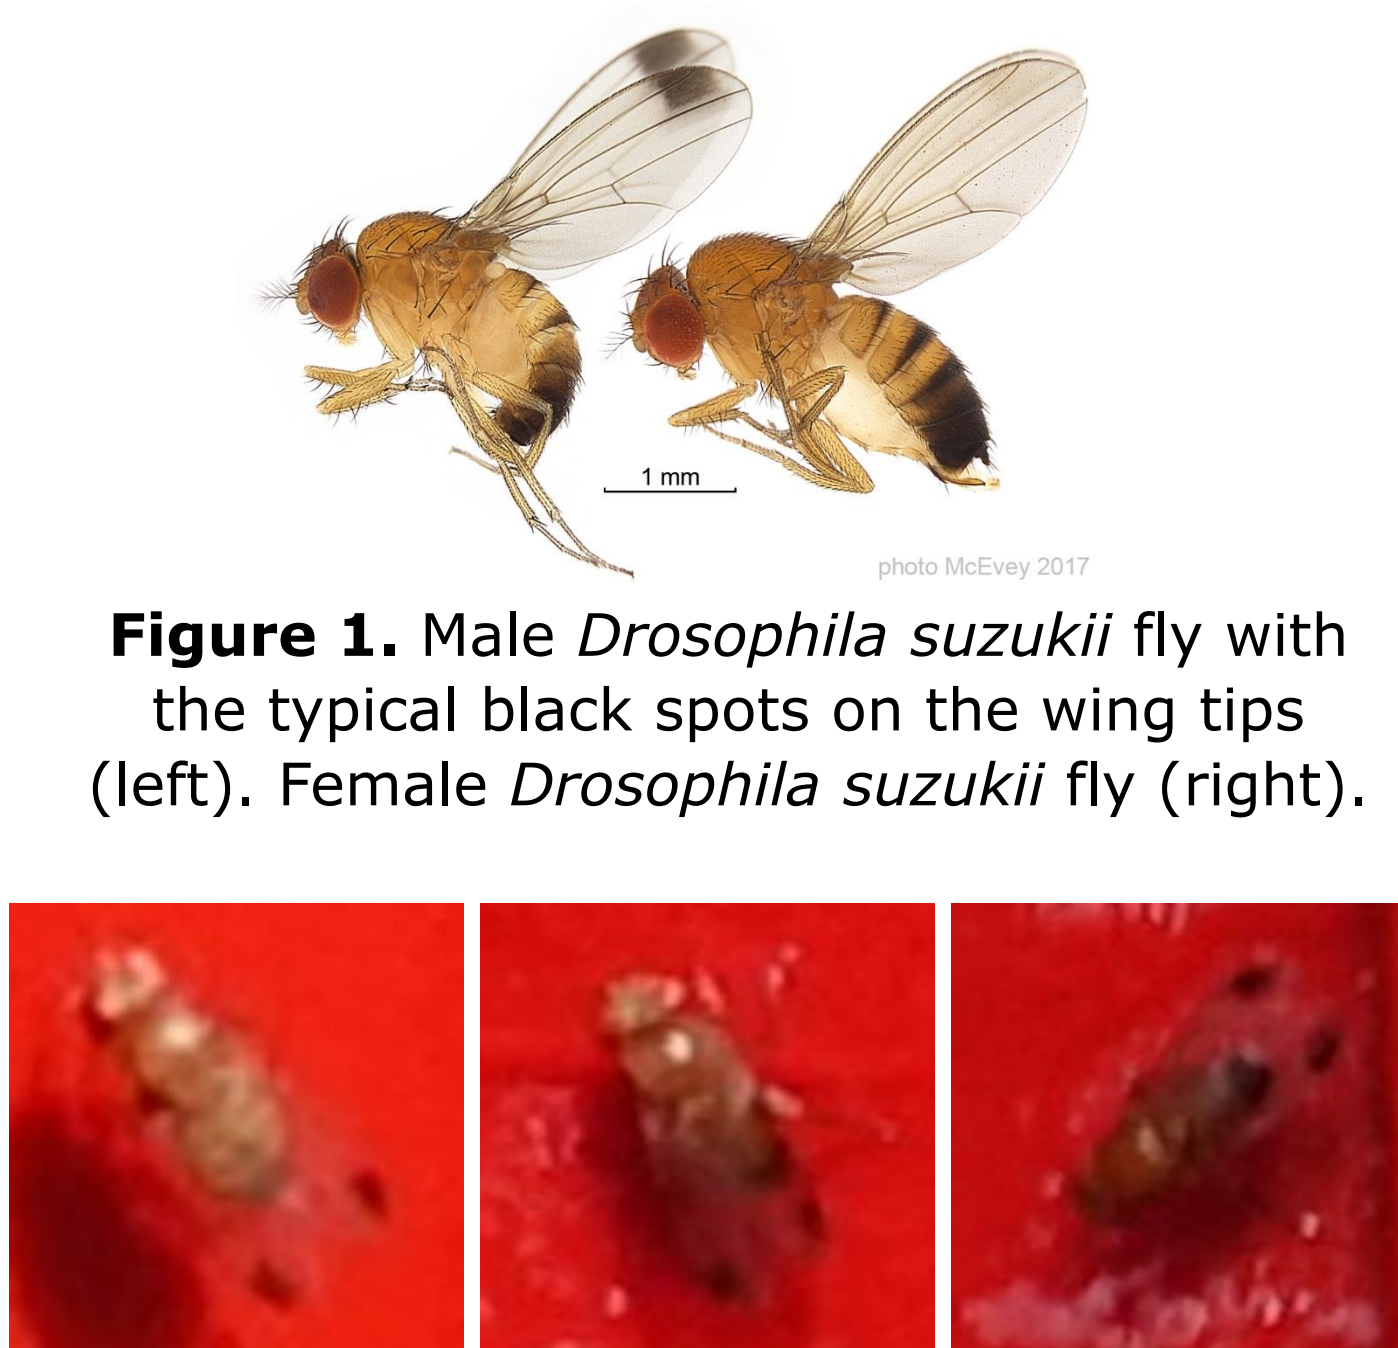 1 mm
photo McEvey 2017
Figure 1. Male Drosophila suzukii fly with
the typical black spots on the wing tips
(left). Female Drosophila suzukii fly (right).